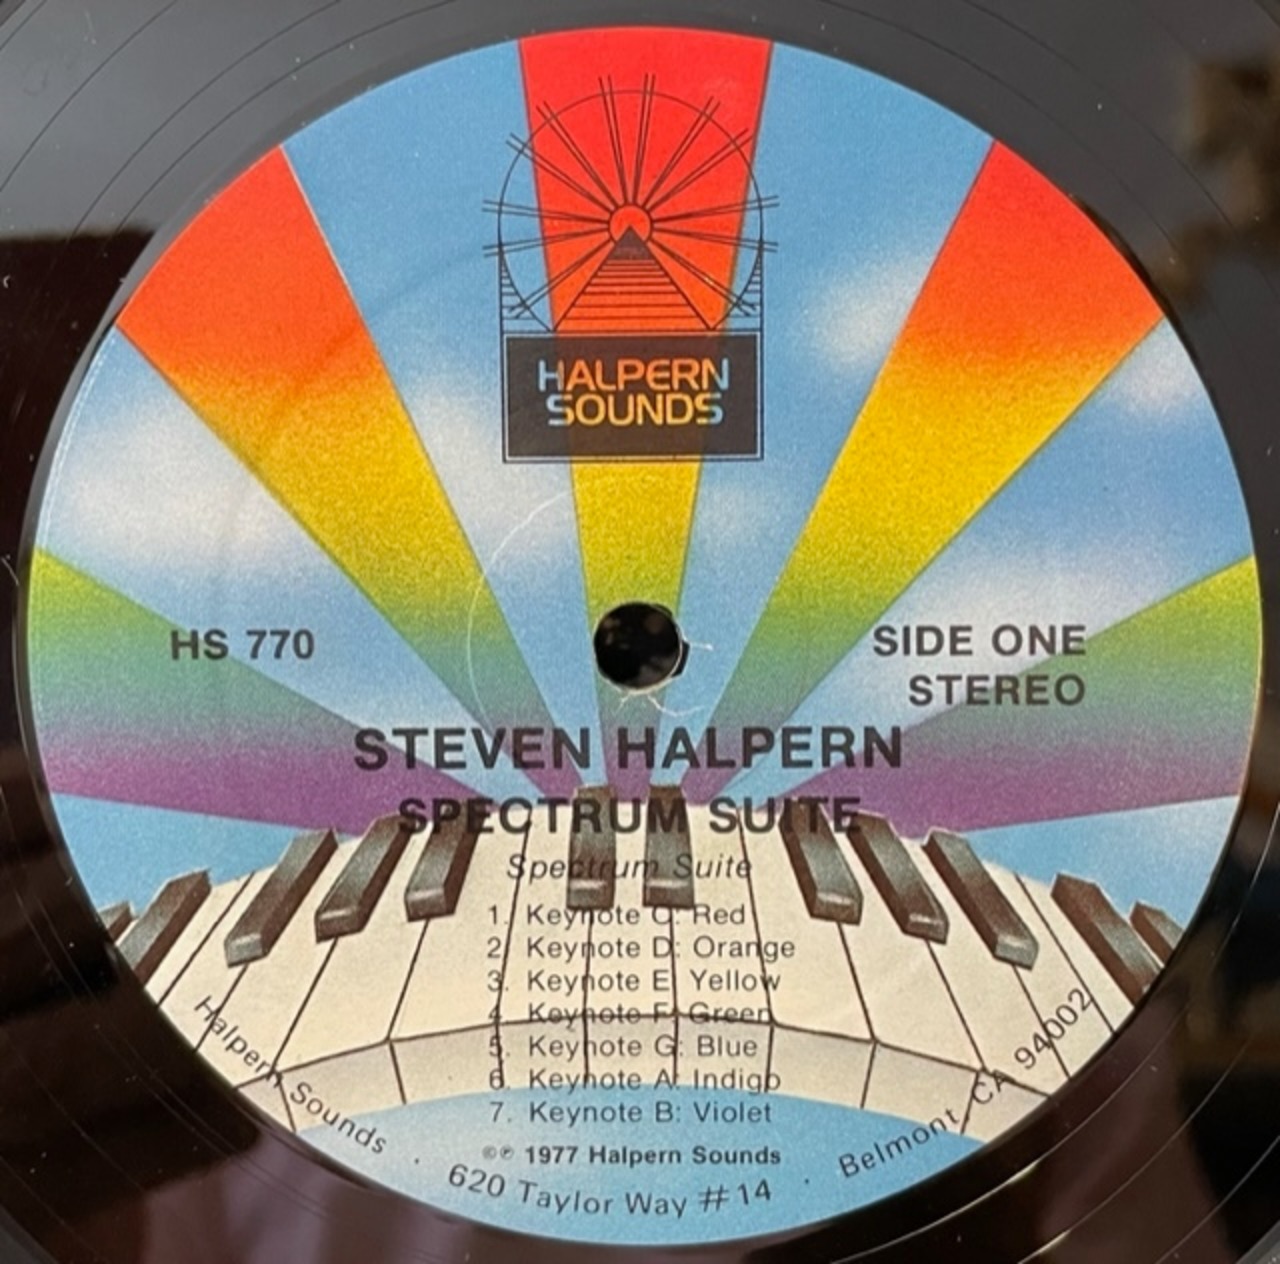 HALPERN
SOUNDS
HS 770
SIDE ONE
STEREO
STEVEN HALPERN
SPECTRUM SUITE
Spectrum Suite
1. Keynote C: Red
2. Keynote D: Orange
3. Keynote E: Yellow
4. Keynote F: Green
5. Keynote G: Blue
6. Keynote A: Indigo
7. Keynote B: Violet
©℗ 1977 Halpern Sounds
Halpern Sounds · 620 Taylor Way #14 · Belmont, CA 94002